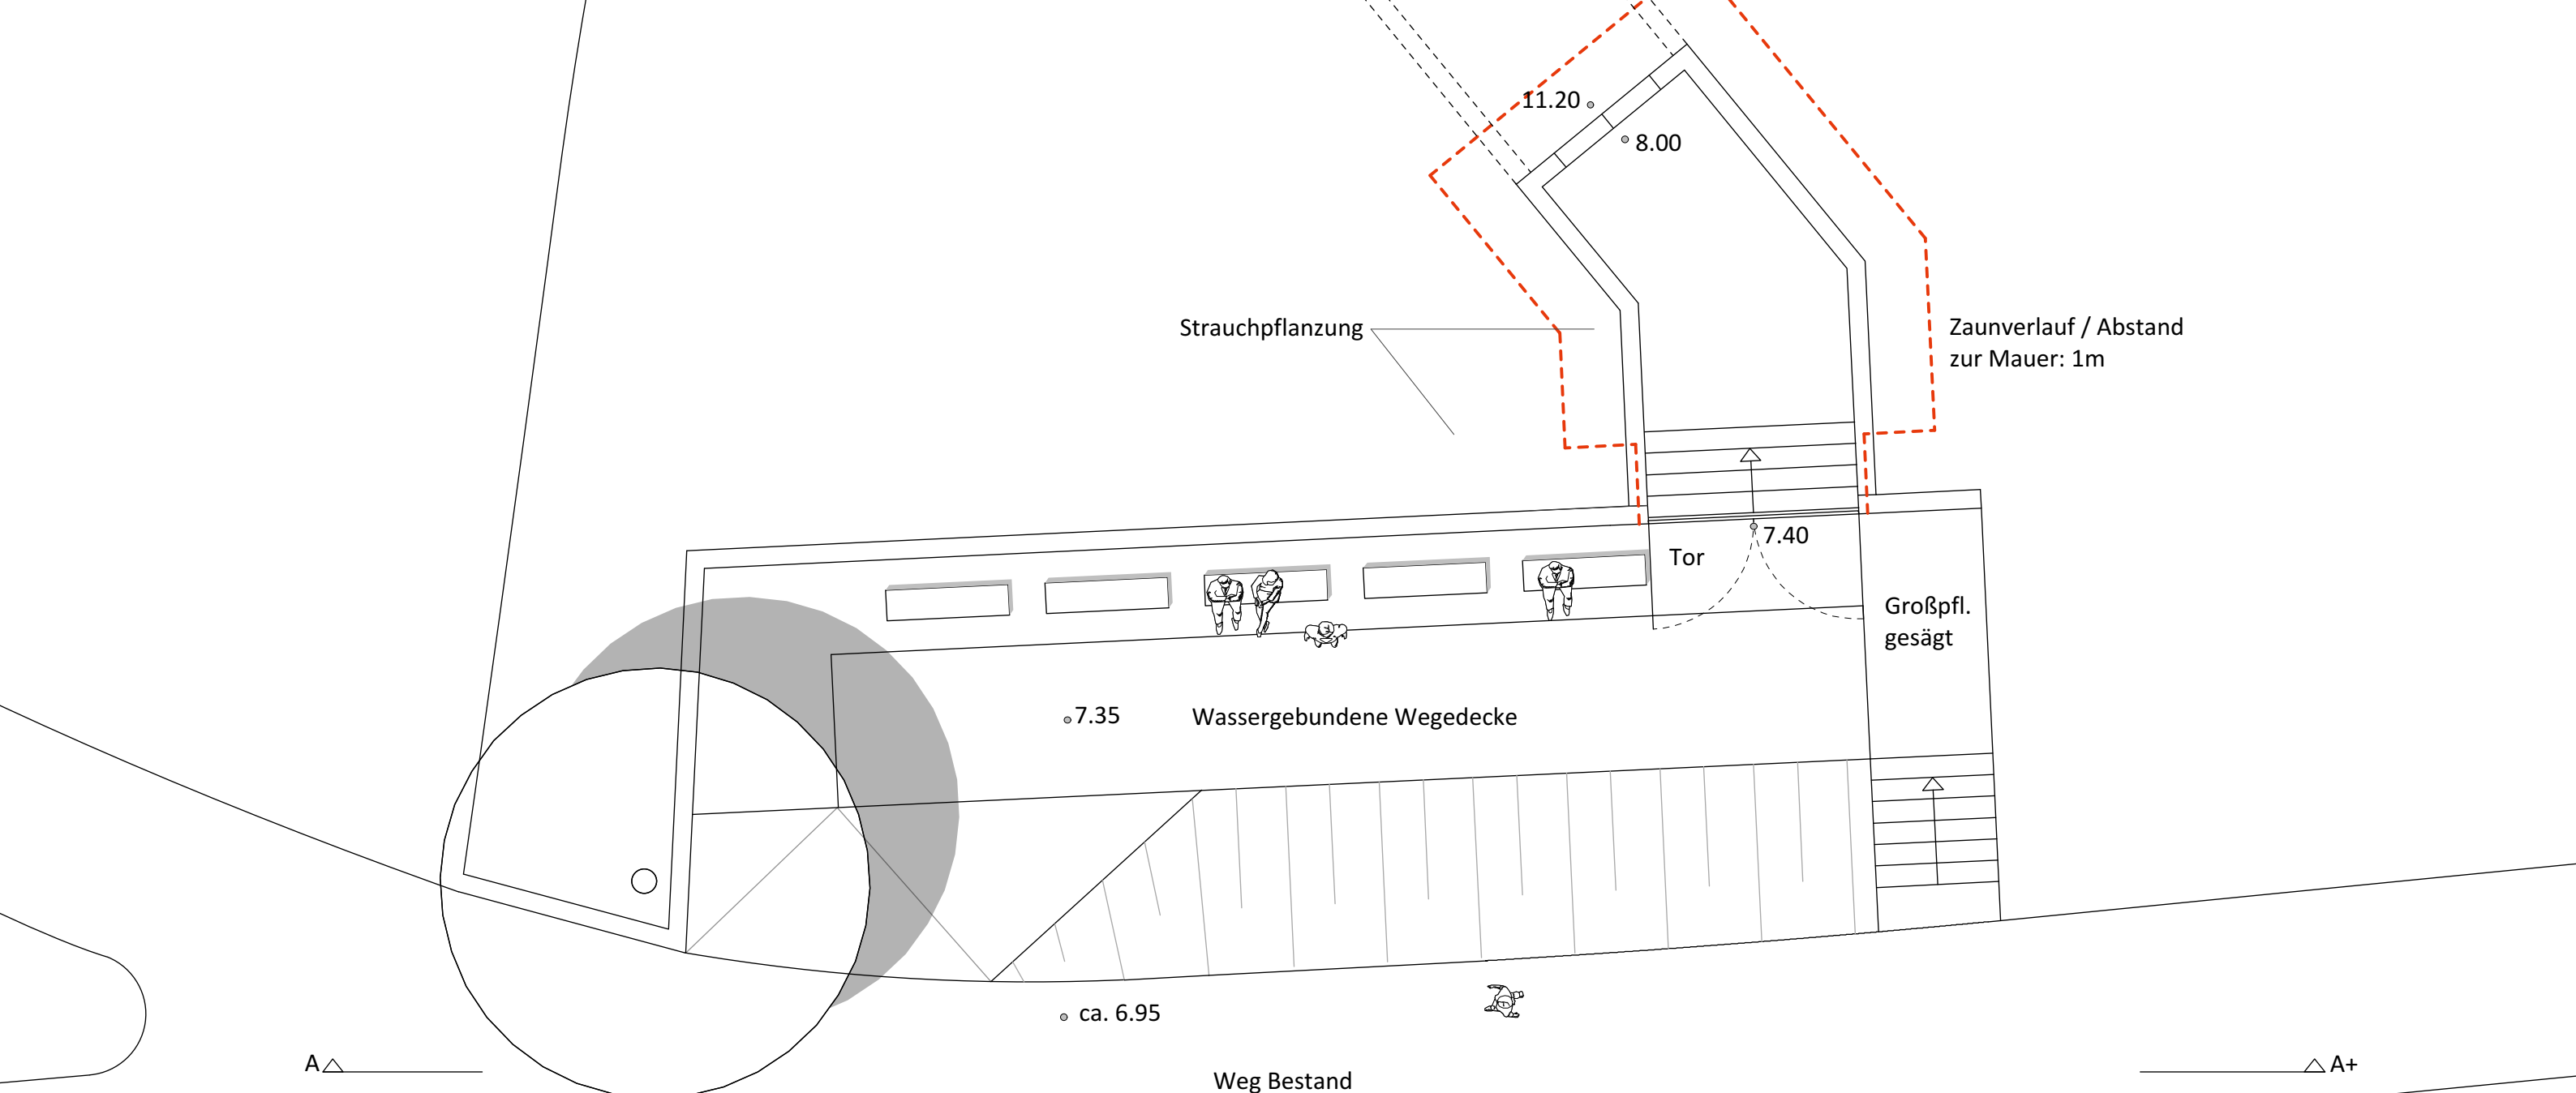 11.20
8.00
Strauchpflanzung
Zaunverlauf / Abstand
zur Mauer: 1m
7.40
Tor
Großpfl.
gesägt
7.35
Wassergebundene Wegedecke
ca. 6.95
A
A+
Weg Bestand